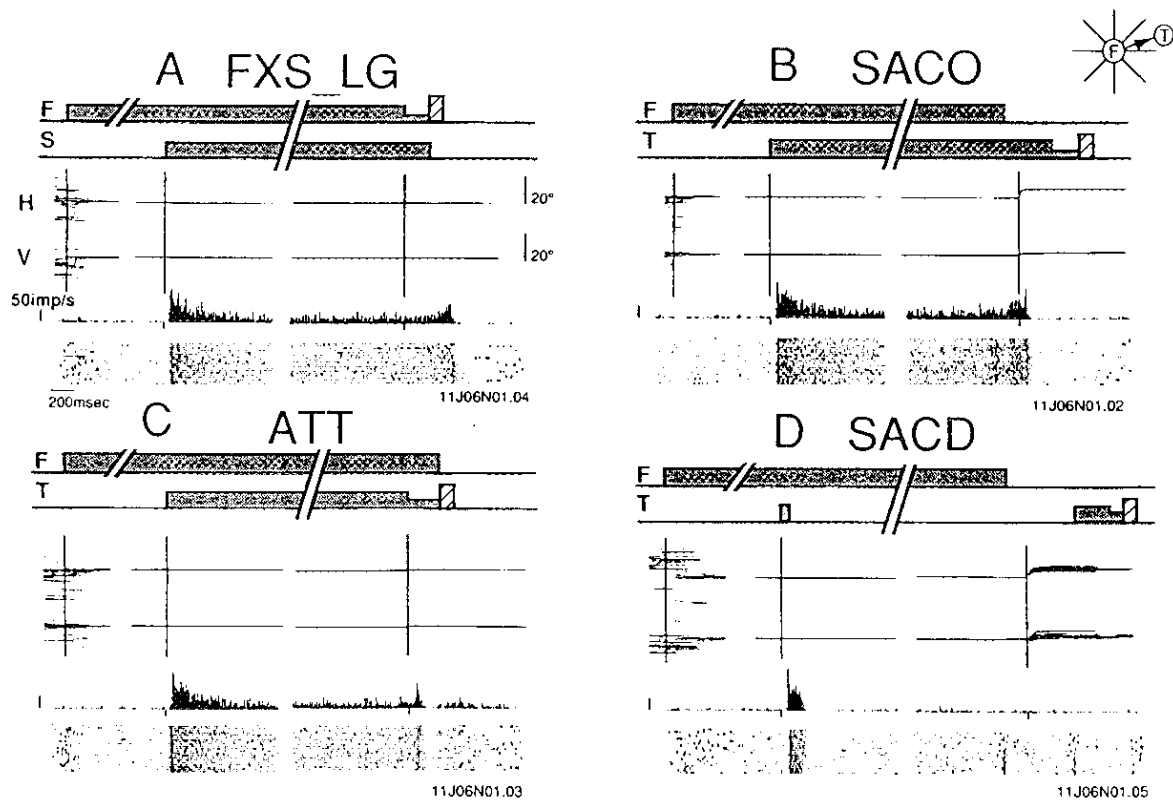 F
T
A FXS_LG
F
S
H
20°
V
20°
50imp/s
200msec
11J06N01.04
B SACO
F
T
11J06N01.02
C ATT
F
T
11J06N01.03
D SACD
F
T
11J06N01.05